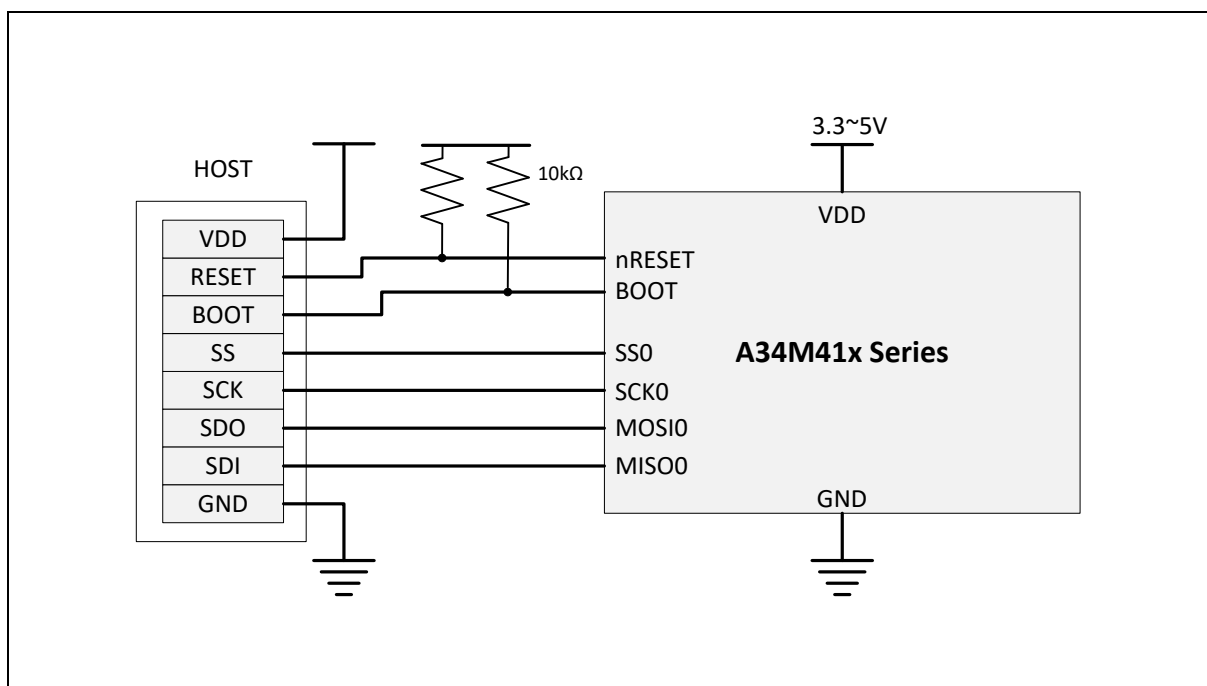 3.3~5V
HOST
10kΩ
VDD
VDD
RESET
BOOT
SS
SCK
SDO
SDI
GND
nRESET
BOOT
A34M41x Series
SS0
SCK0
MOSI0
MISO0
GND